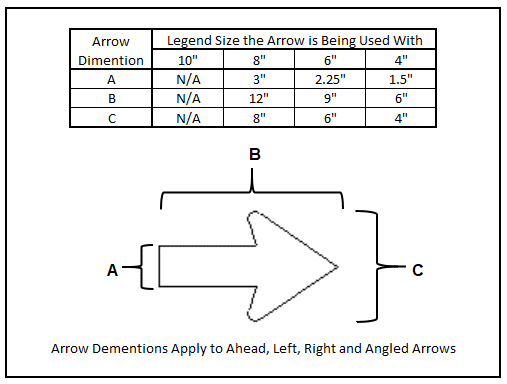 Arrow Dimention Legend Size the Arrow is Being Used With
10" 8" 6" 4"
A N/A 3" 2.25" 1.5"
B N/A 12" 9" 6"
C N/A 8" 6" 4"
B
A
C
Arrow Dementions Apply to Ahead, Left, Right and Angled Arrows